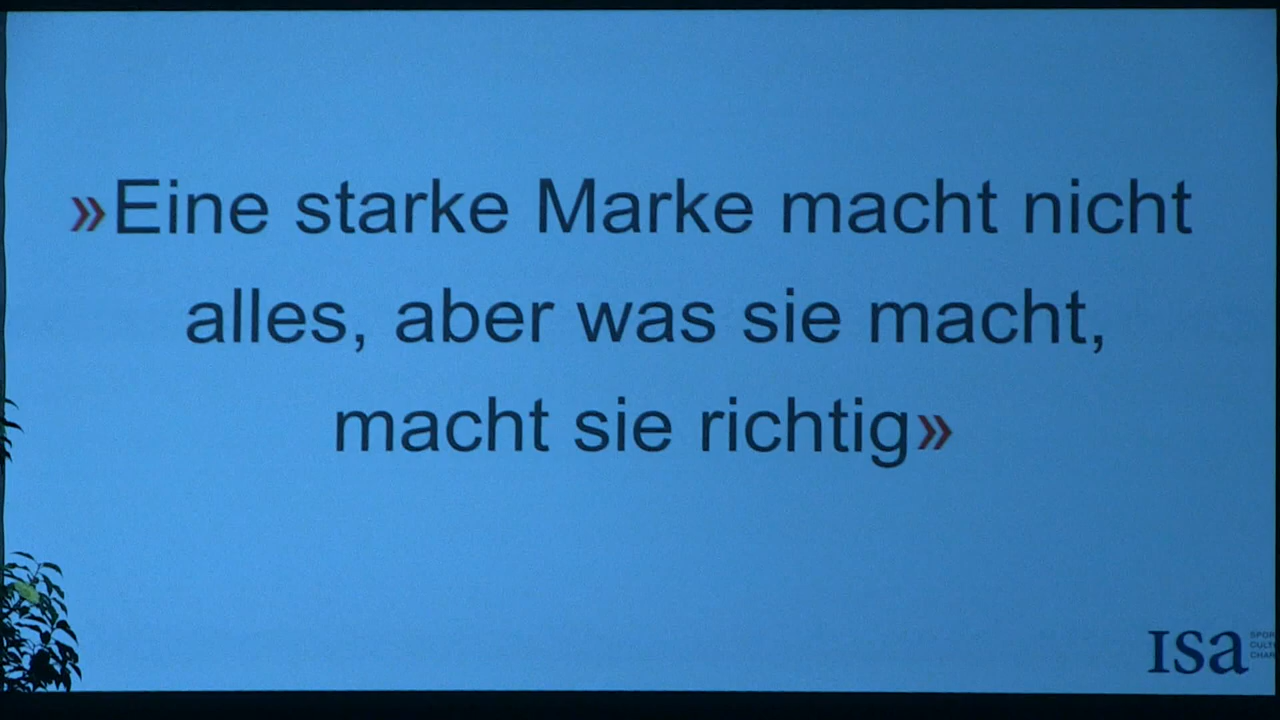 »Eine starke Marke macht nicht
alles, aber was sie macht,
macht sie richtig»
ISa